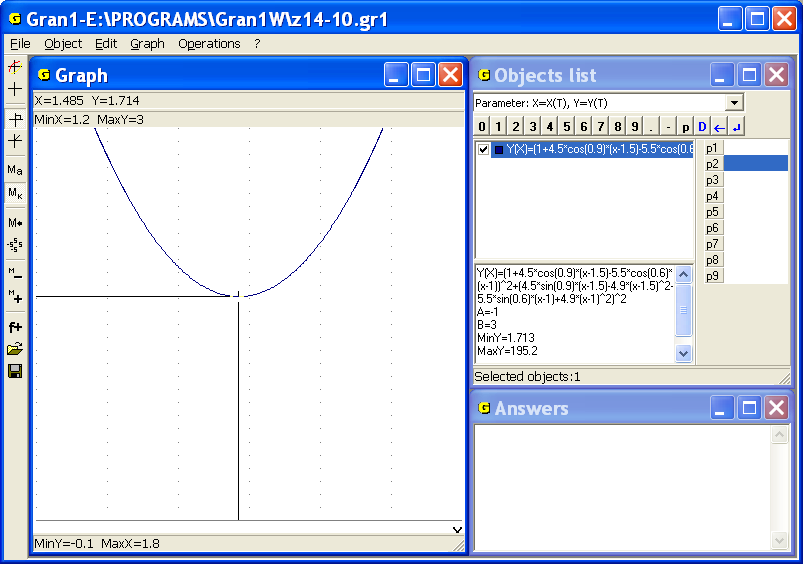 Gran1-E:\PROGRAMS\Gran1W\z14-10.gr1
File Object Edit Graph Operations ?
Graph
X=1.485 Y=1.714
MinX=1.2 MaxY=3
MinY=-0.1 MaxX=1.8
Ma
Mк
M
M
M
f+
Objects list
Parameter: X=X(T), Y=Y(T)
0 1 2 3 4 5 6 7 8 9 . - p D ← ↲
Y(X)=(1+4.5*cos(0.9)*(x-1.5)-5.5*cos(0.6
p1
p2
p3
p4
p5
p6
p7
p8
p9
Y(X)=(1+4.5*cos(0.9)*(x-1.5)-5.5*cos(0.6)*
(x-1))^2+(4.5*sin(0.9)*(x-1.5)-4.9*(x-1.5)^2-
5.5*sin(0.6)*(x-1)+4.9*(x-1)^2)^2
A=-1
B=3
MinY=1.713
MaxY=195.2
Selected objects:1
Answers